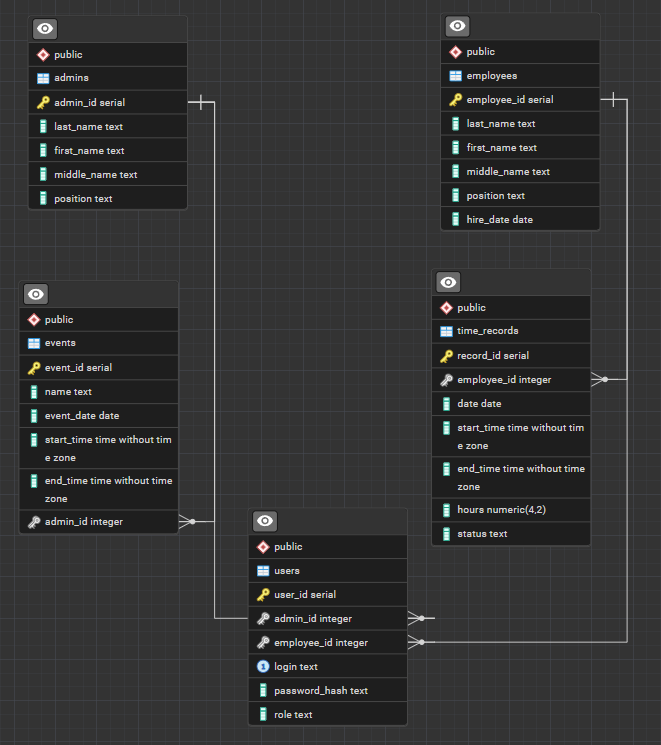 public
admins
admin_id serial
last_name text
first_name text
middle_name text
position text
public
employees
employee_id serial
last_name text
first_name text
middle_name text
position text
hire_date date
public
events
event_id serial
name text
event_date date
start_time time without tim
e zone
end_time time without time
zone
admin_id integer
public
time_records
record_id serial
employee_id integer
date date
start_time time without tim
e zone
end_time time without time
zone
hours numeric(4,2)
status text
public
users
user_id serial
admin_id integer
employee_id integer
1 login text
password_hash text
role text